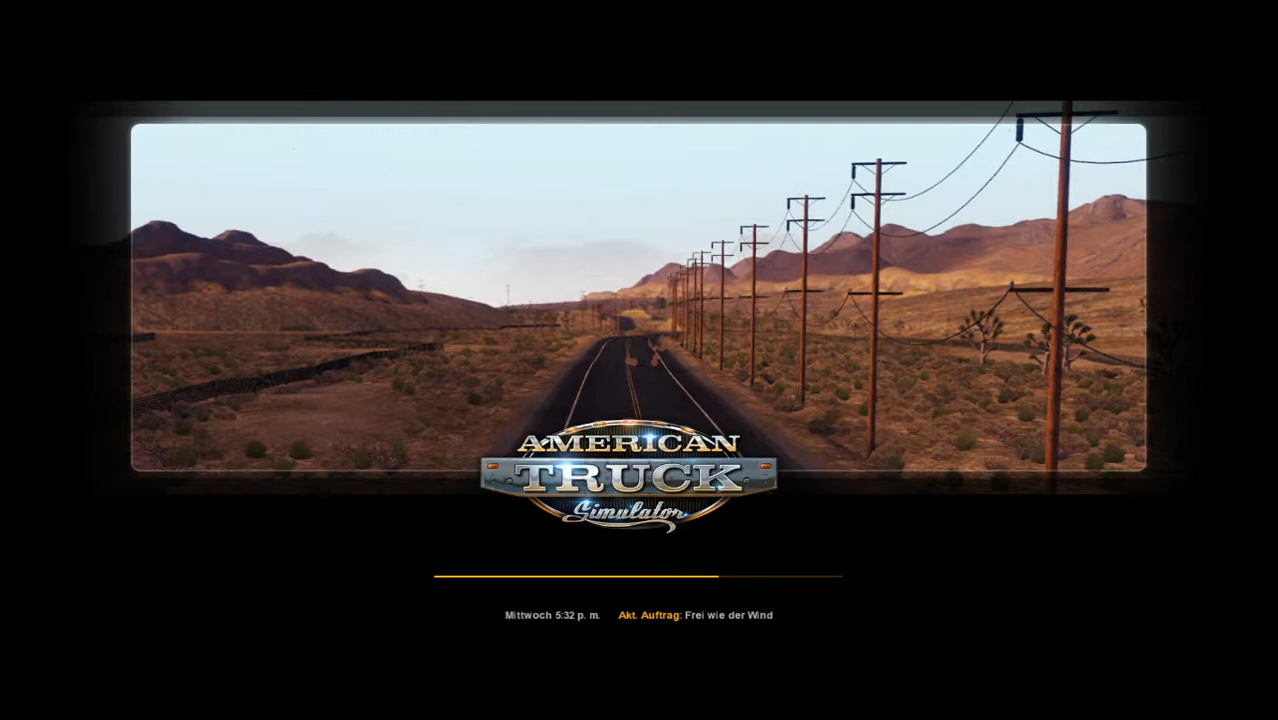 AMERICAN
TRUCK
Simulator
Mittwoch 5:32 p. m. Akt. Auftrag: Frei wie der Wind